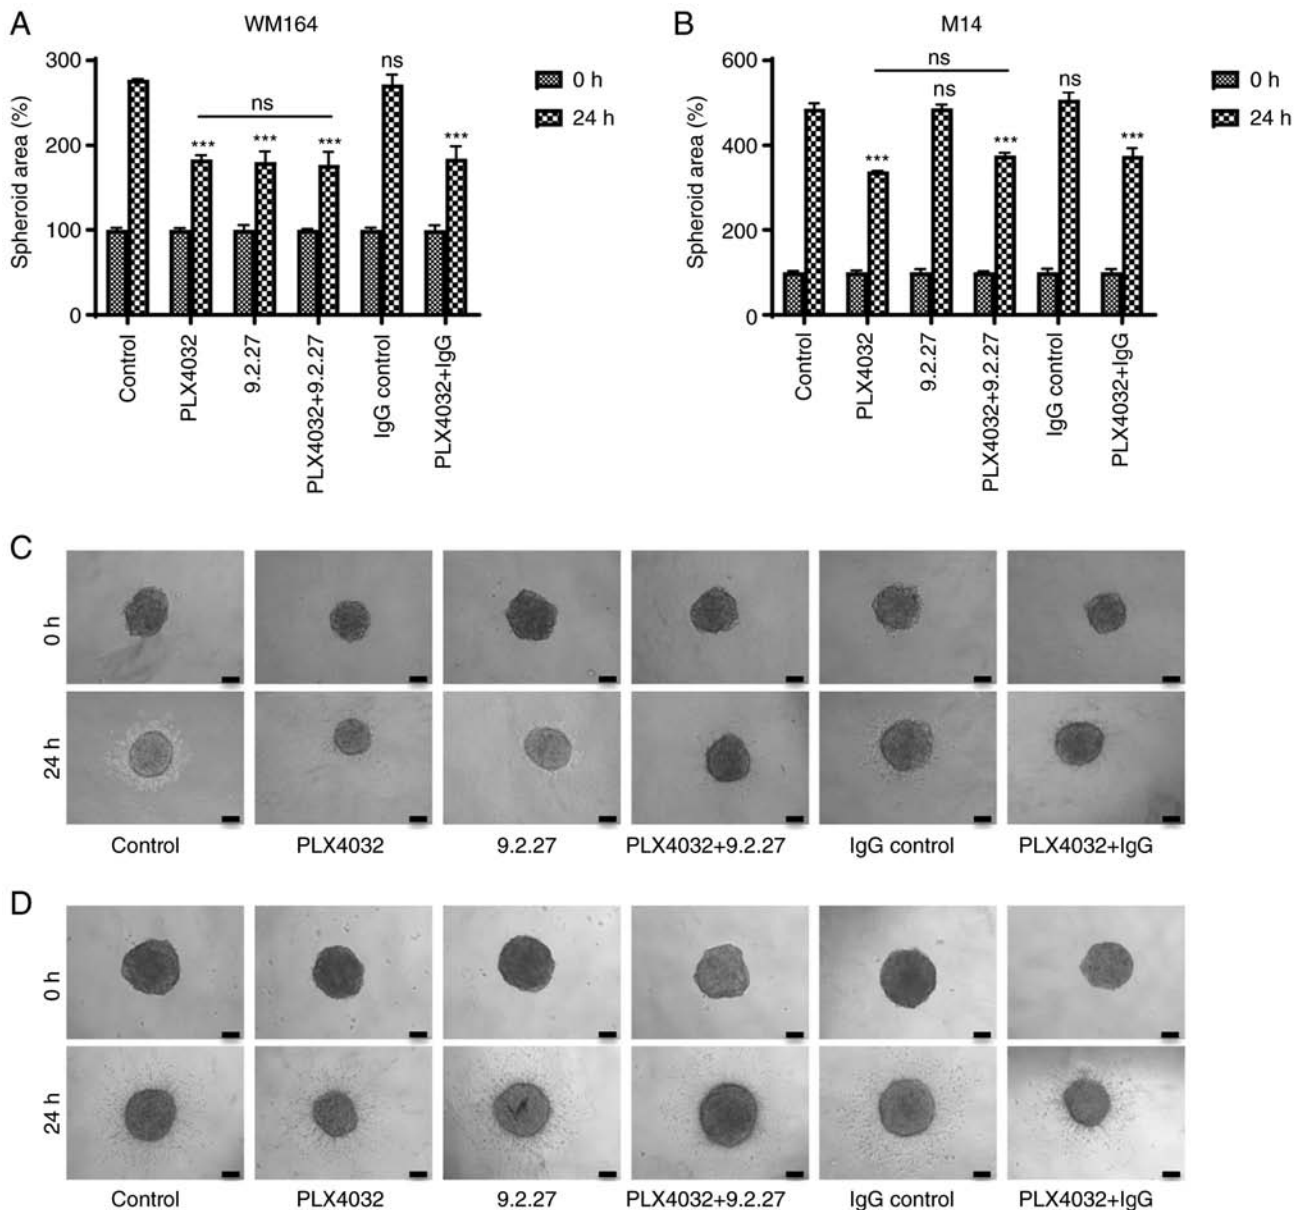 A
WM164
Spheroid area (%)
300
200
100
0
ns
***
***
***
ns
***
0 h
24 h
Control
PLX4032
9.2.27
PLX4032+9.2.27
IgG control
PLX4032+IgG
B
M14
Spheroid area (%)
600
400
200
0
ns
***
ns
***
ns
***
0 h
24 h
Control
PLX4032
9.2.27
PLX4032+9.2.27
IgG control
PLX4032+IgG
C
0 h
24 h
Control PLX4032 9.2.27 PLX4032+9.2.27 IgG control PLX4032+IgG
D
0 h
24 h
Control PLX4032 9.2.27 PLX4032+9.2.27 IgG control PLX4032+IgG